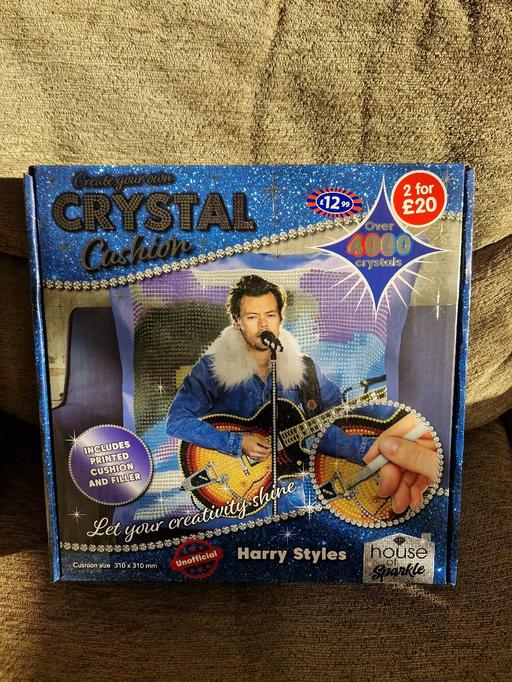 Create your own
CRYSTAL
Cushion
£12.99
2 for
£20
Over
4000
crystals
INCLUDES
PRINTED
CUSHION
AND FILLER
Let your creativity shine
Cushion size 310 x 310 mm
Unofficial
Harry Styles
house
of
Sparkle